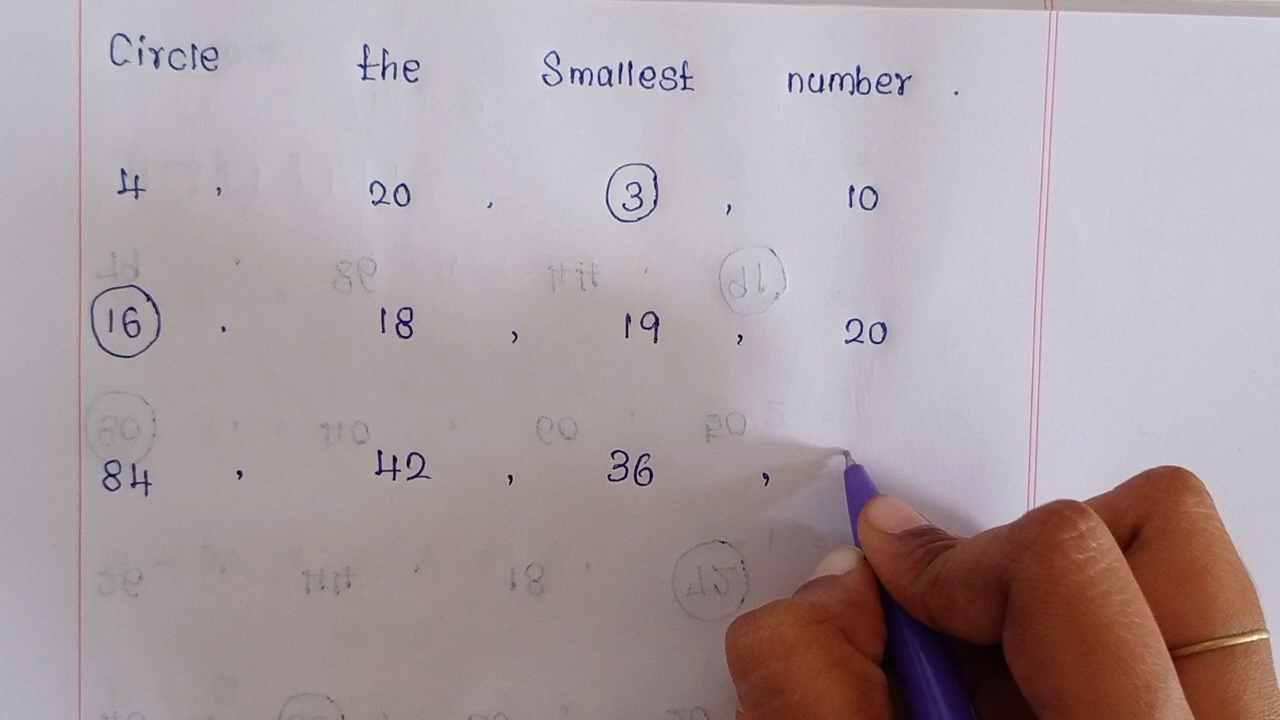 Circle the Smallest number .
4 , 20 , 3 , 10
16 . 18 , 19 , 20
84 , 42 , 36 ,